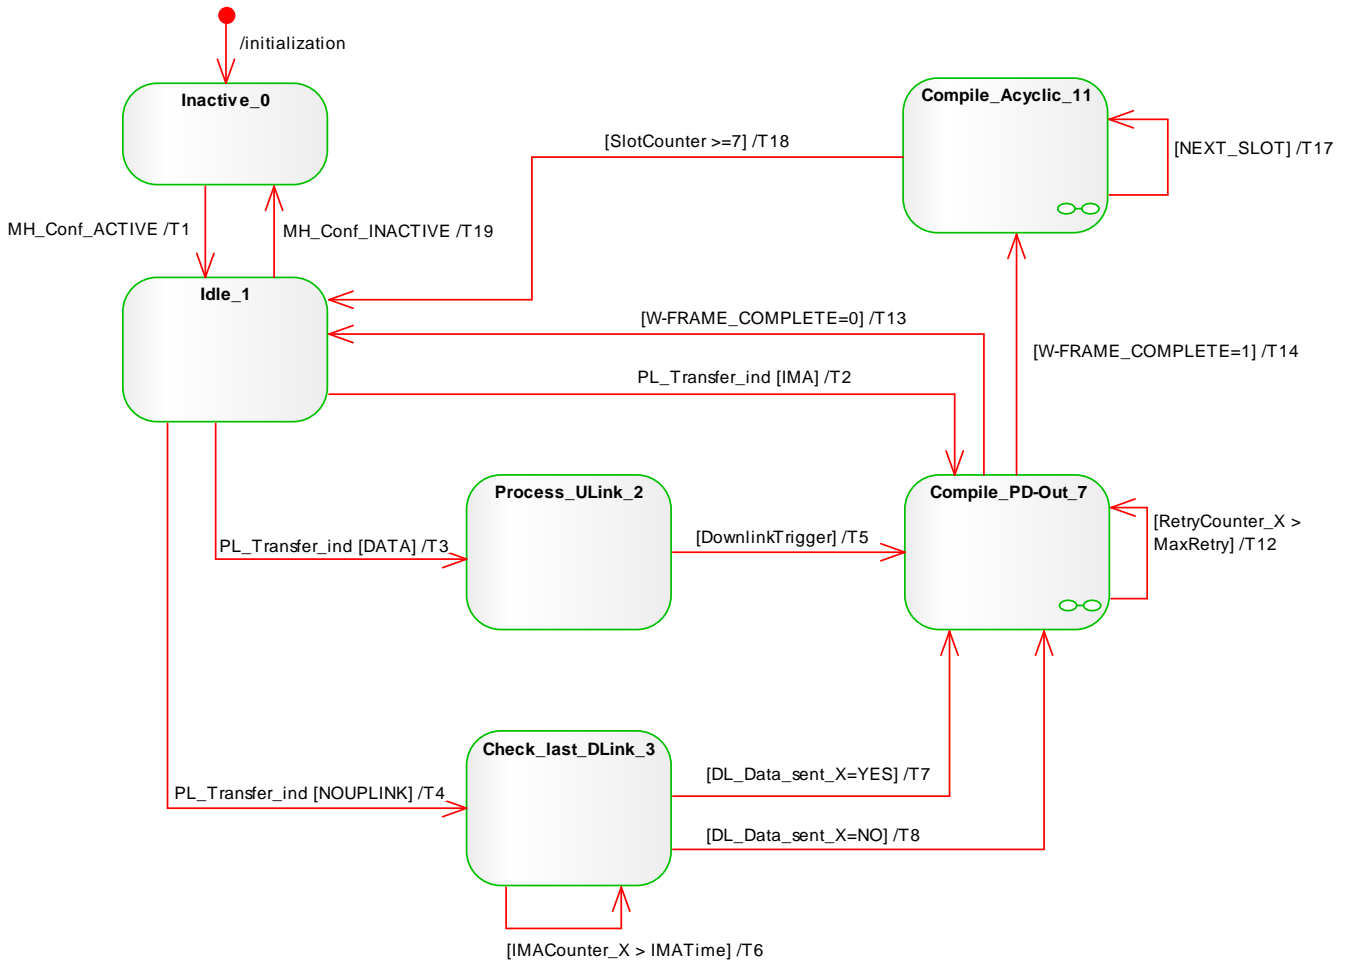 /initialization
Inactive_0
Compile_Acyclic_11
[SlotCounter >=7] /T18
[NEXT_SLOT] /T17
MH_Conf_ACTIVE /T1
MH_Conf_INACTIVE /T19
Idle_1
[W-FRAME_COMPLETE=0] /T13
[W-FRAME_COMPLETE=1] /T14
PL_Transfer_ind [IMA] /T2
Process_ULink_2
Compile_PD-Out_7
[RetryCounter_X >
MaxRetry] /T12
[DownlinkTrigger] /T5
PL_Transfer_ind [DATA] /T3
Check_last_DLink_3
[DL_Data_sent_X=YES] /T7
PL_Transfer_ind [NOUPLINK] /T4
[DL_Data_sent_X=NO] /T8
[IMACounter_X > IMATime] /T6